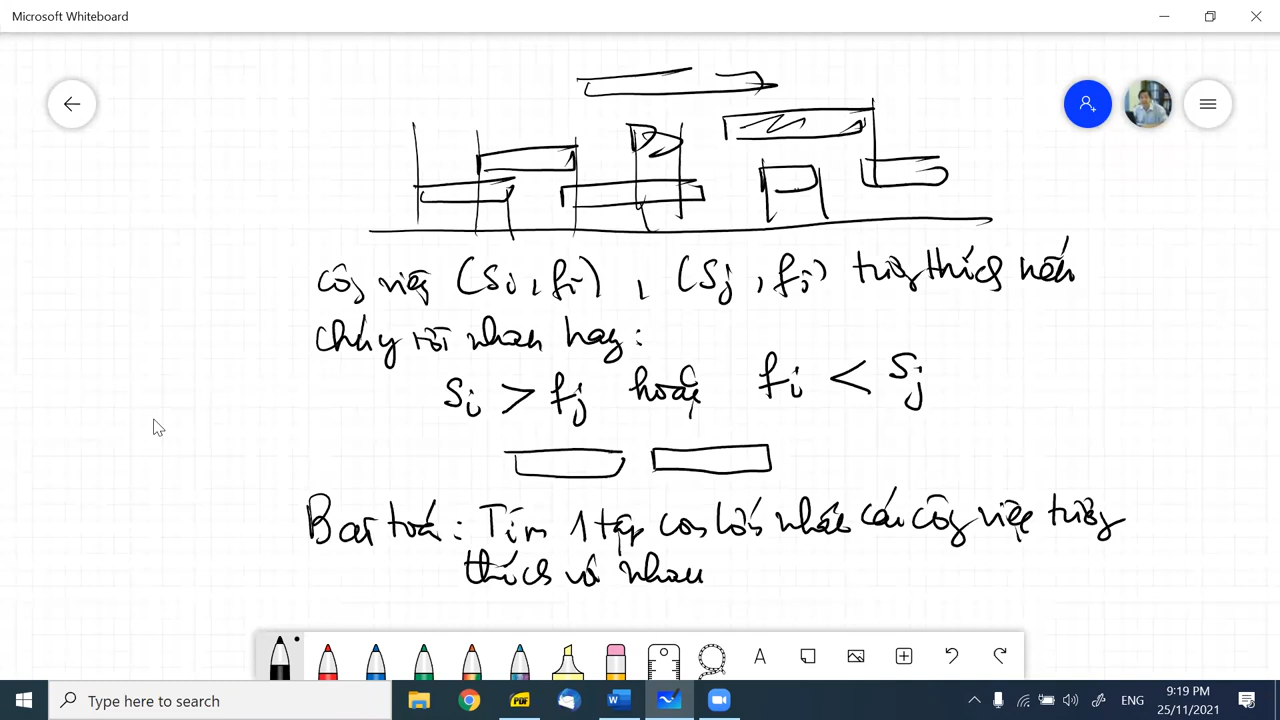 Microsoft Whiteboard
công việc (Si, fi), (Sj, fj) tương thích nếu
chúng rời nhau hay:
Si > fj hoặc fi < Sj
Bài toán: Tìm 1 tập con lớn nhất các công việc tương
thích với nhau
Type here to search
PDF
ENG
9:19 PM
25/11/2021